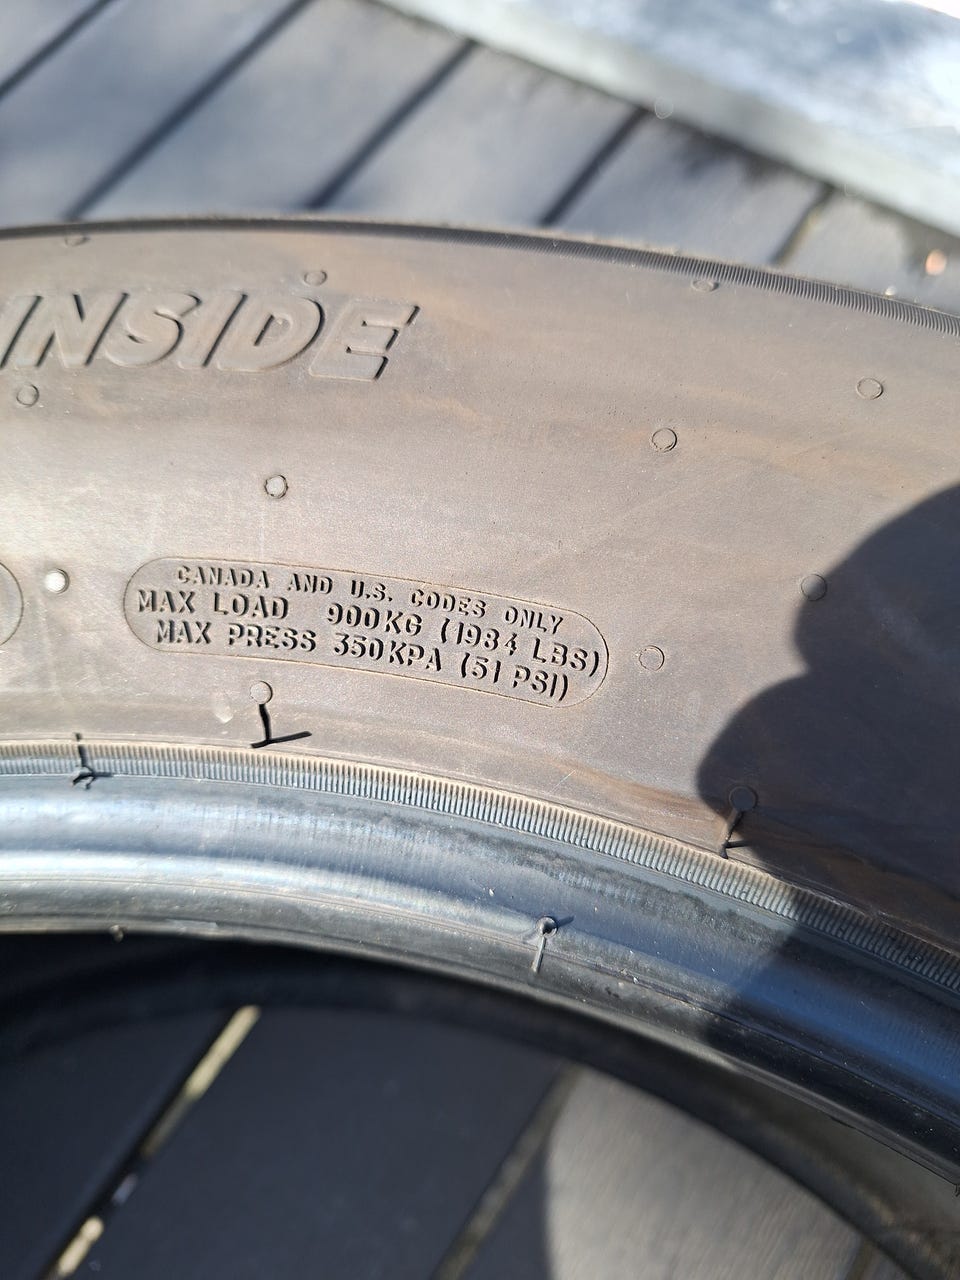 INSIDE
CANADA AND U.S. CODES ONLY
MAX LOAD 900KG (1984 LBS)
MAX PRESS 350KPA (51 PSI)